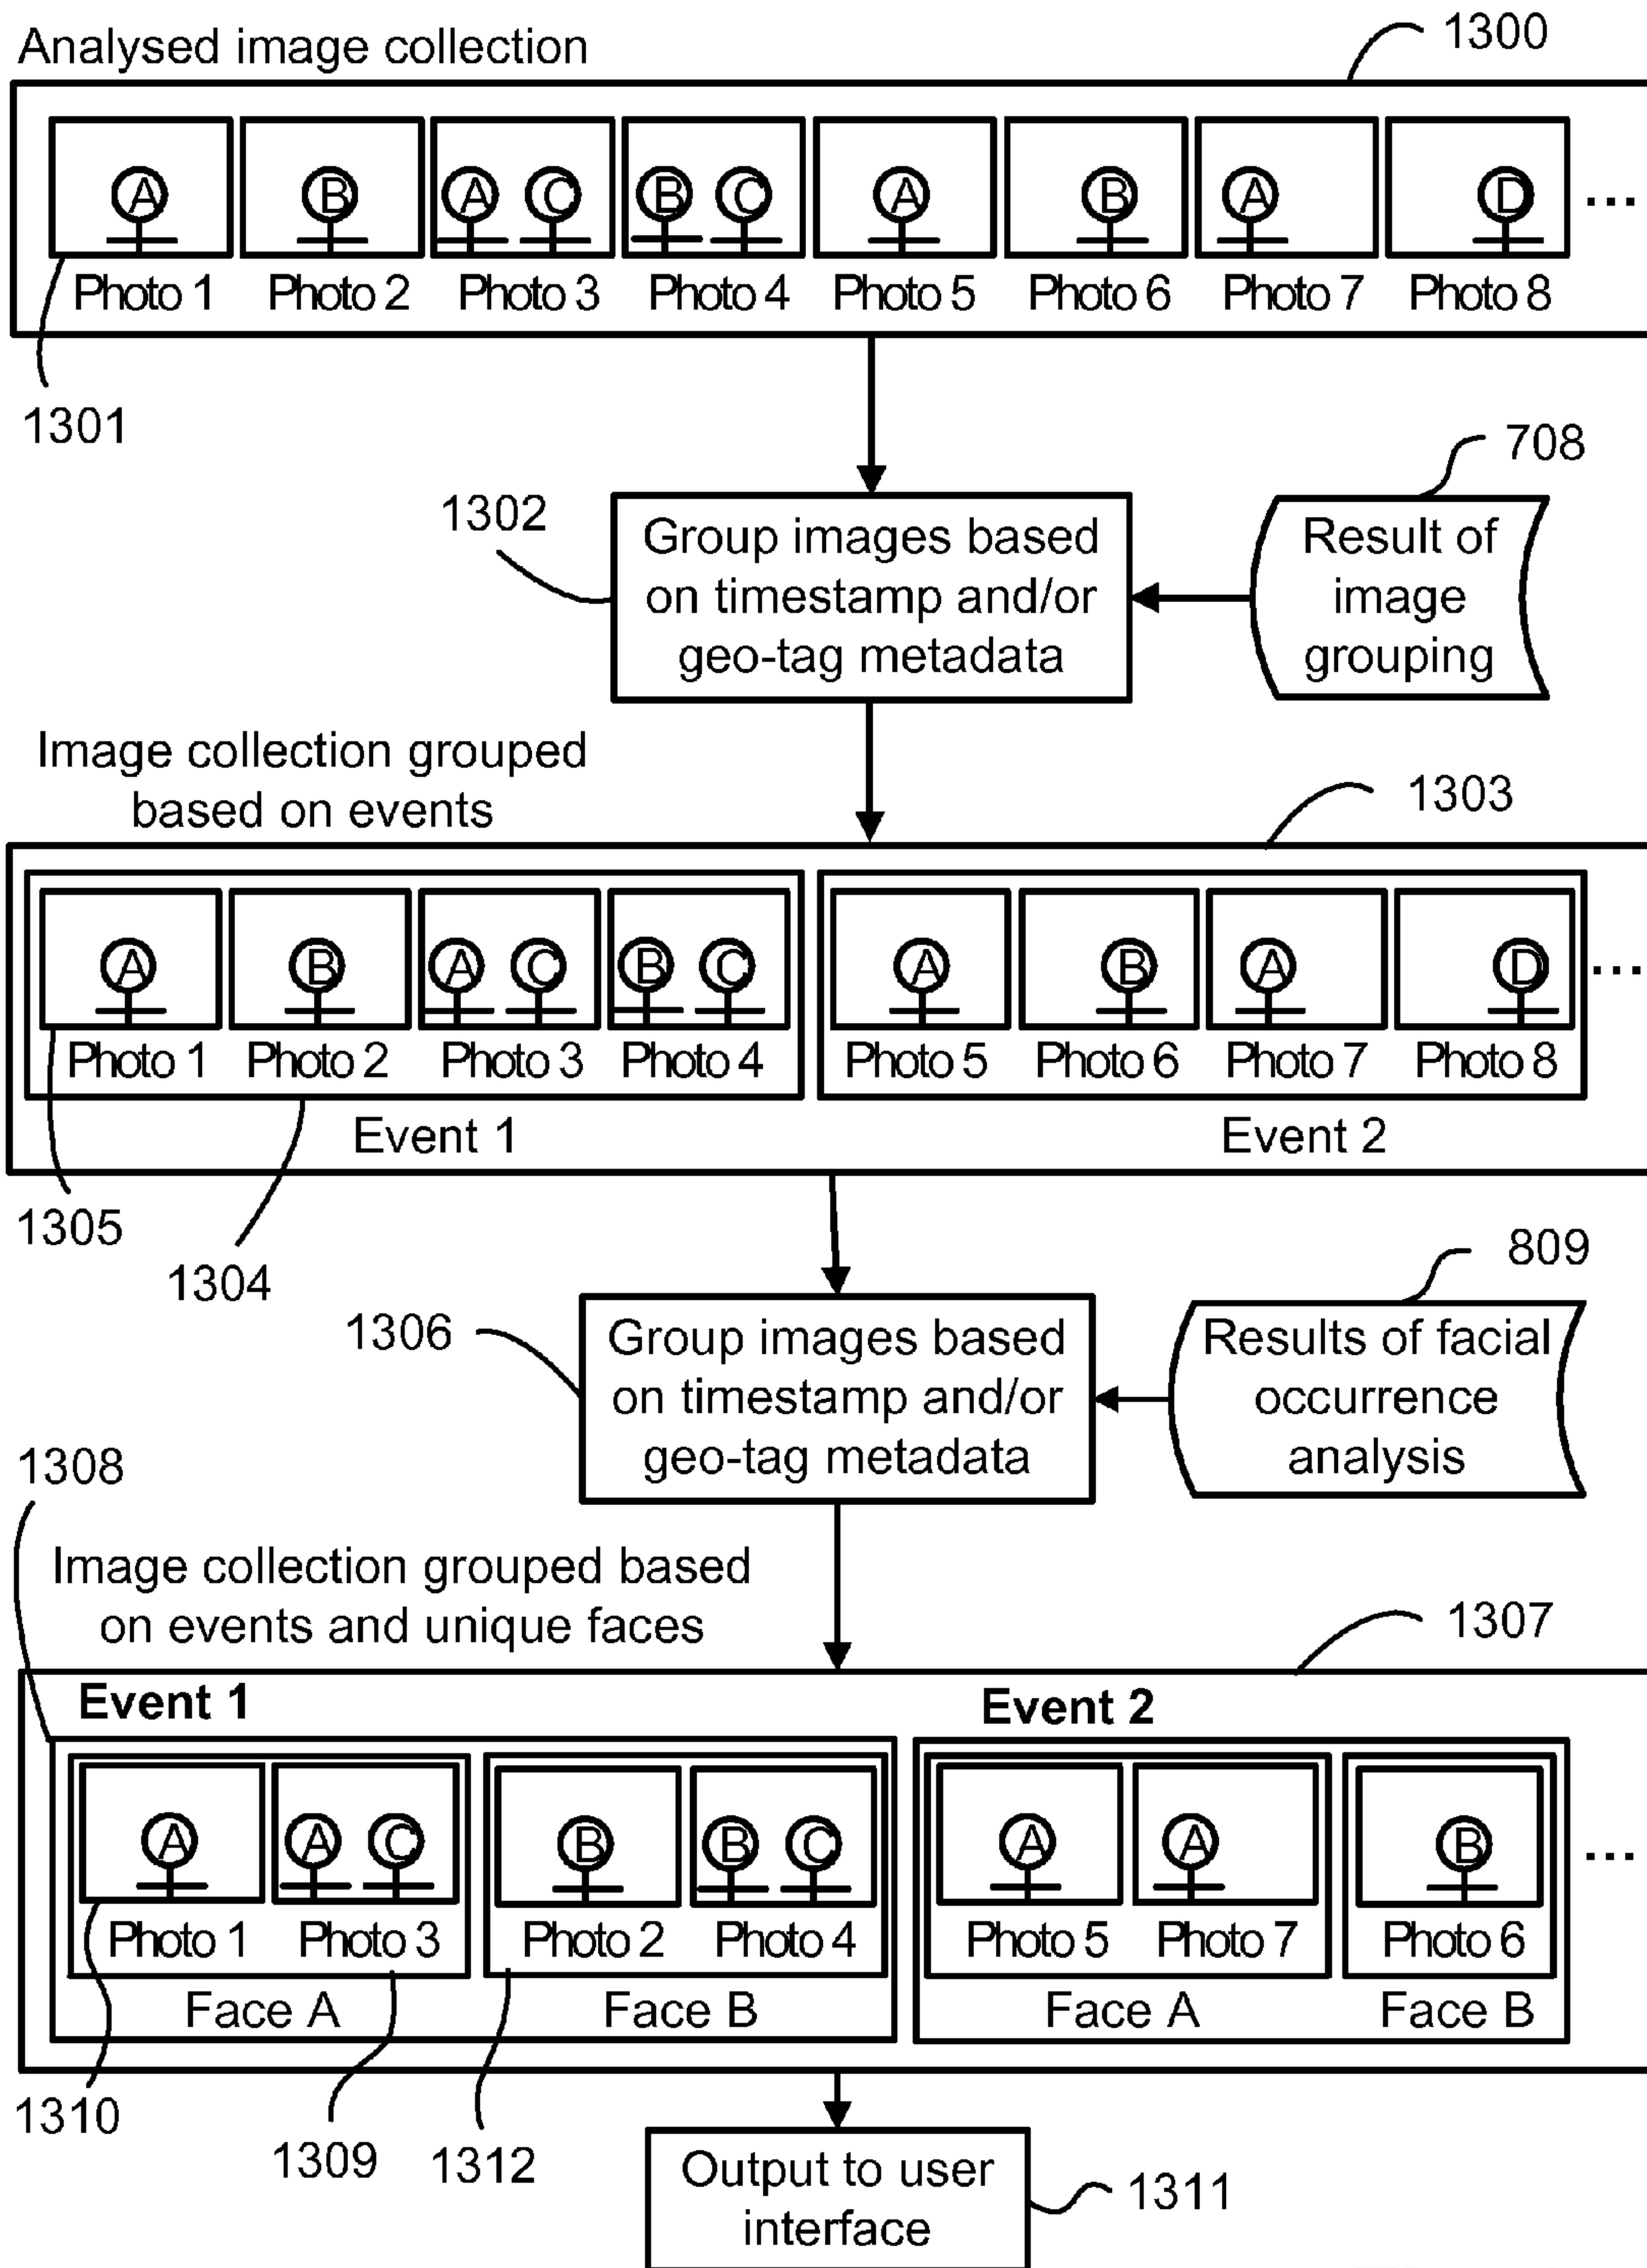 Analysed image collection
1300
A B A C B C A B A D ...
Photo 1 Photo 2 Photo 3 Photo 4 Photo 5 Photo 6 Photo 7 Photo 8
1301
708
1302
Group images based
on timestamp and/or
geo-tag metadata
Result of
image
grouping
Image collection grouped
based on events
1303
A B A C B C A B A D ...
Photo 1 Photo 2 Photo 3 Photo 4 Photo 5 Photo 6 Photo 7 Photo 8
Event 1 Event 2
1305
1304
809
1306
Group images based
on timestamp and/or
geo-tag metadata
Results of facial
occurrence
analysis
1308
Image collection grouped based
on events and unique faces
1307
Event 1 Event 2
A A C B B C A A B ...
Photo 1 Photo 3 Photo 2 Photo 4 Photo 5 Photo 7 Photo 6
Face A Face B Face A Face B
1310
1309 1312
Output to user
interface
1311